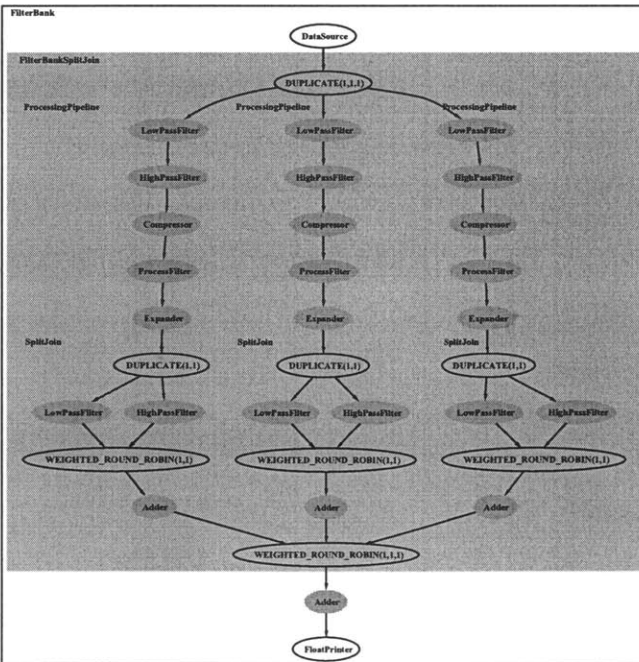 FilterBank
DataSource
FilterBankSplitJoin
DUPLICATE(1,1,1)
ProcessingPipeline ProcessingPipeline ProcessingPipeline
LowPassFilter LowPassFilter LowPassFilter
HighPassFilter HighPassFilter HighPassFilter
Compressor Compressor Compressor
ProcessFilter ProcessFilter ProcessFilter
Expander Expander Expander
SplitJoin SplitJoin SplitJoin
DUPLICATE(1,1) DUPLICATE(1,1) DUPLICATE(1,1)
LowPassFilter HighPassFilter LowPassFilter HighPassFilter LowPassFilter HighPassFilter
WEIGHTED_ROUND_ROBIN(1,1) WEIGHTED_ROUND_ROBIN(1,1) WEIGHTED_ROUND_ROBIN(1,1)
Adder Adder Adder
WEIGHTED_ROUND_ROBIN(1,1,1)
Adder
FloatPrinter